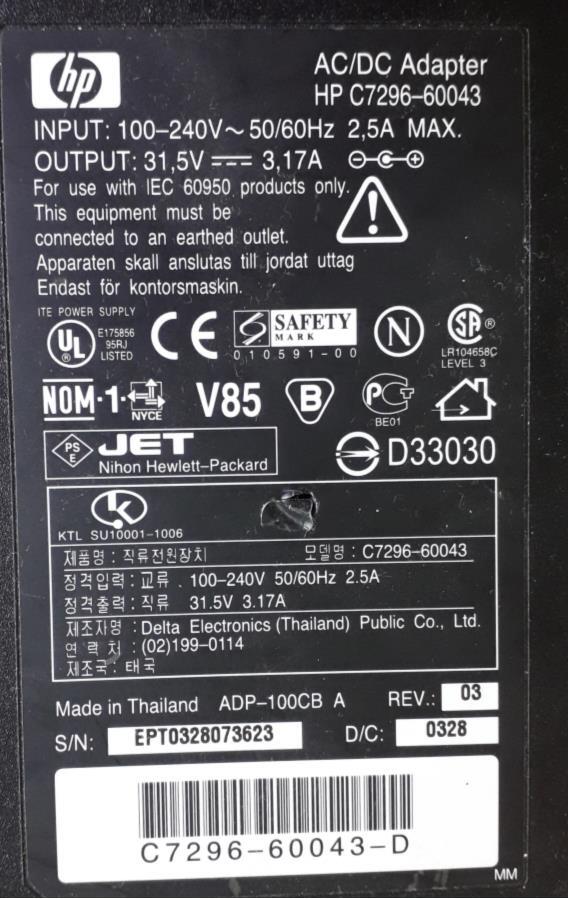 hp
AC/DC Adapter
HP C7296-60043
INPUT: 100-240V~ 50/60Hz 2,5A MAX.
OUTPUT: 31,5V ⎓ 3,17A
For use with IEC 60950 products only.
This equipment must be
connected to an earthed outlet.
Apparaten skall anslutas till jordat uttag
Endast för kontorsmaskin.
ITE POWER SUPPLY
UL
E175856
95RJ
LISTED
CE
S SAFETY
MARK
010591-00
N
SA ®
LR104658C
LEVEL 3
NOM-1-
NYCE
V85
B
PCT
BE01
PS
E
JET
Nihon Hewlett-Packard
D33030
KTL SU10001-1006
제품명 : 직류전원장치 모델명 : C7296-60043
정격입력 : 교류 . 100-240V 50/60Hz 2.5A
정격출력 : 직류 31.5V 3.17A
제조자명 : Delta Electronics (Thailand) Public Co., Ltd.
연 락 처 : (02)199-0114
제조국 : 태국
Made in Thailand ADP-100CB A REV.: 03
S/N: EPT0328073623 D/C: 0328
C7296-60043-D
MM